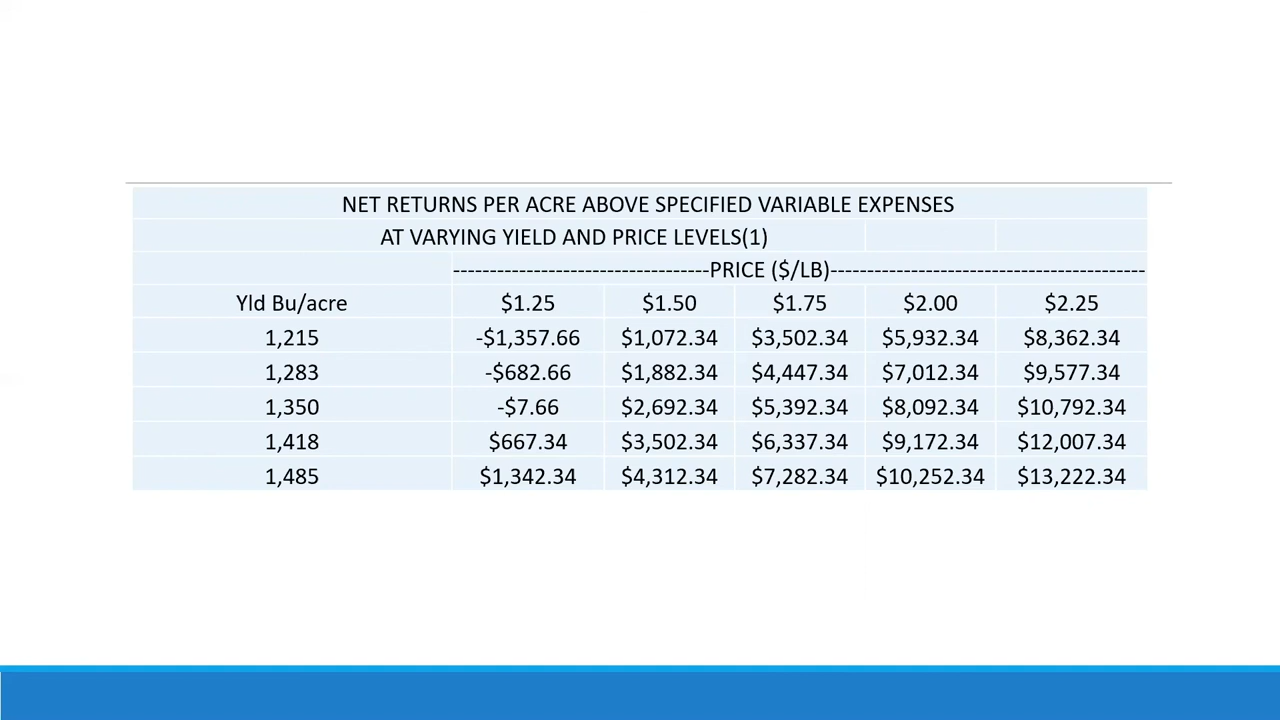 NET RETURNS PER ACRE ABOVE SPECIFIED VARIABLE EXPENSES
AT VARYING YIELD AND PRICE LEVELS(1)
-----------------------------------PRICE ($/LB)-------------------------------------------
Yld Bu/acre $1.25 $1.50 $1.75 $2.00 $2.25
1,215 -$1,357.66 $1,072.34 $3,502.34 $5,932.34 $8,362.34
1,283 -$682.66 $1,882.34 $4,447.34 $7,012.34 $9,577.34
1,350 -$7.66 $2,692.34 $5,392.34 $8,092.34 $10,792.34
1,418 $667.34 $3,502.34 $6,337.34 $9,172.34 $12,007.34
1,485 $1,342.34 $4,312.34 $7,282.34 $10,252.34 $13,222.34